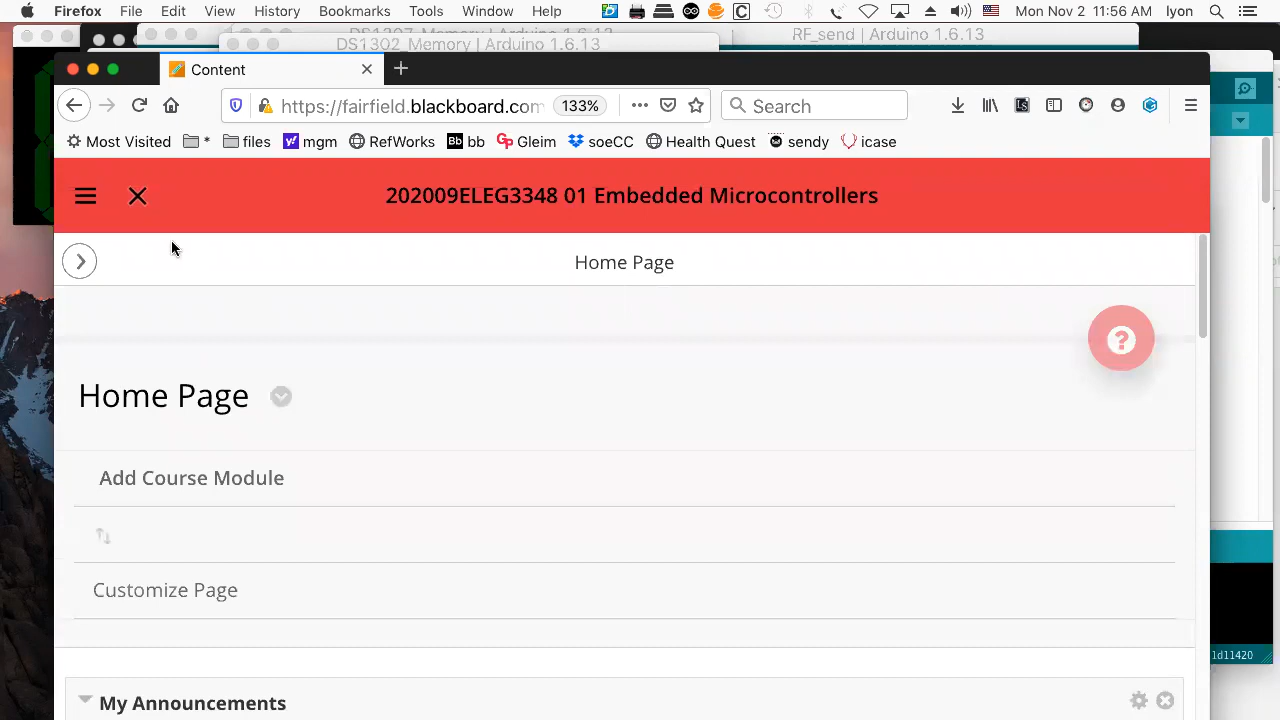 Firefox File Edit View History Bookmarks Tools Window Help Mon Nov 2 11:56 AM lyon
DS1302_Memory | Arduino 1.6.13
RF_send | Arduino 1.6.13
Content
https://fairfield.blackboard.com 133% Search
Most Visited * files mgm RefWorks bb Gleim soeCC Health Quest sendy icase
202009ELEG3348 01 Embedded Microcontrollers
Home Page
Home Page
Add Course Module
Customize Page
My Announcements